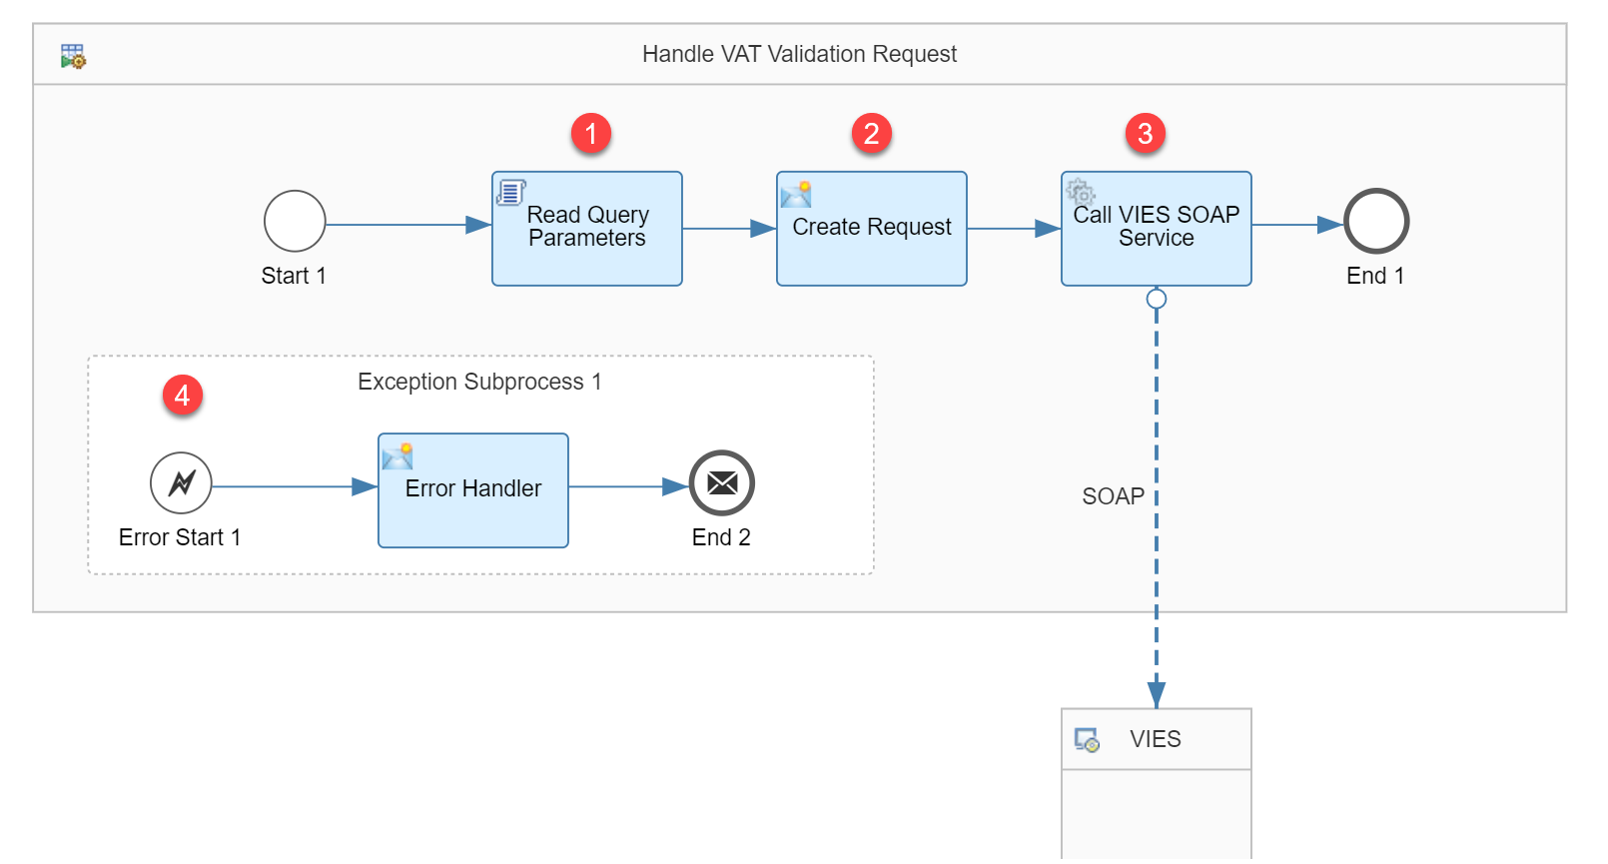 Handle VAT Validation Request
1
2
3
Read Query
Parameters
Create Request
Call VIES SOAP
Service
Start 1
End 1
4
Exception Subprocess 1
Error Handler
Error Start 1
End 2
SOAP
VIES